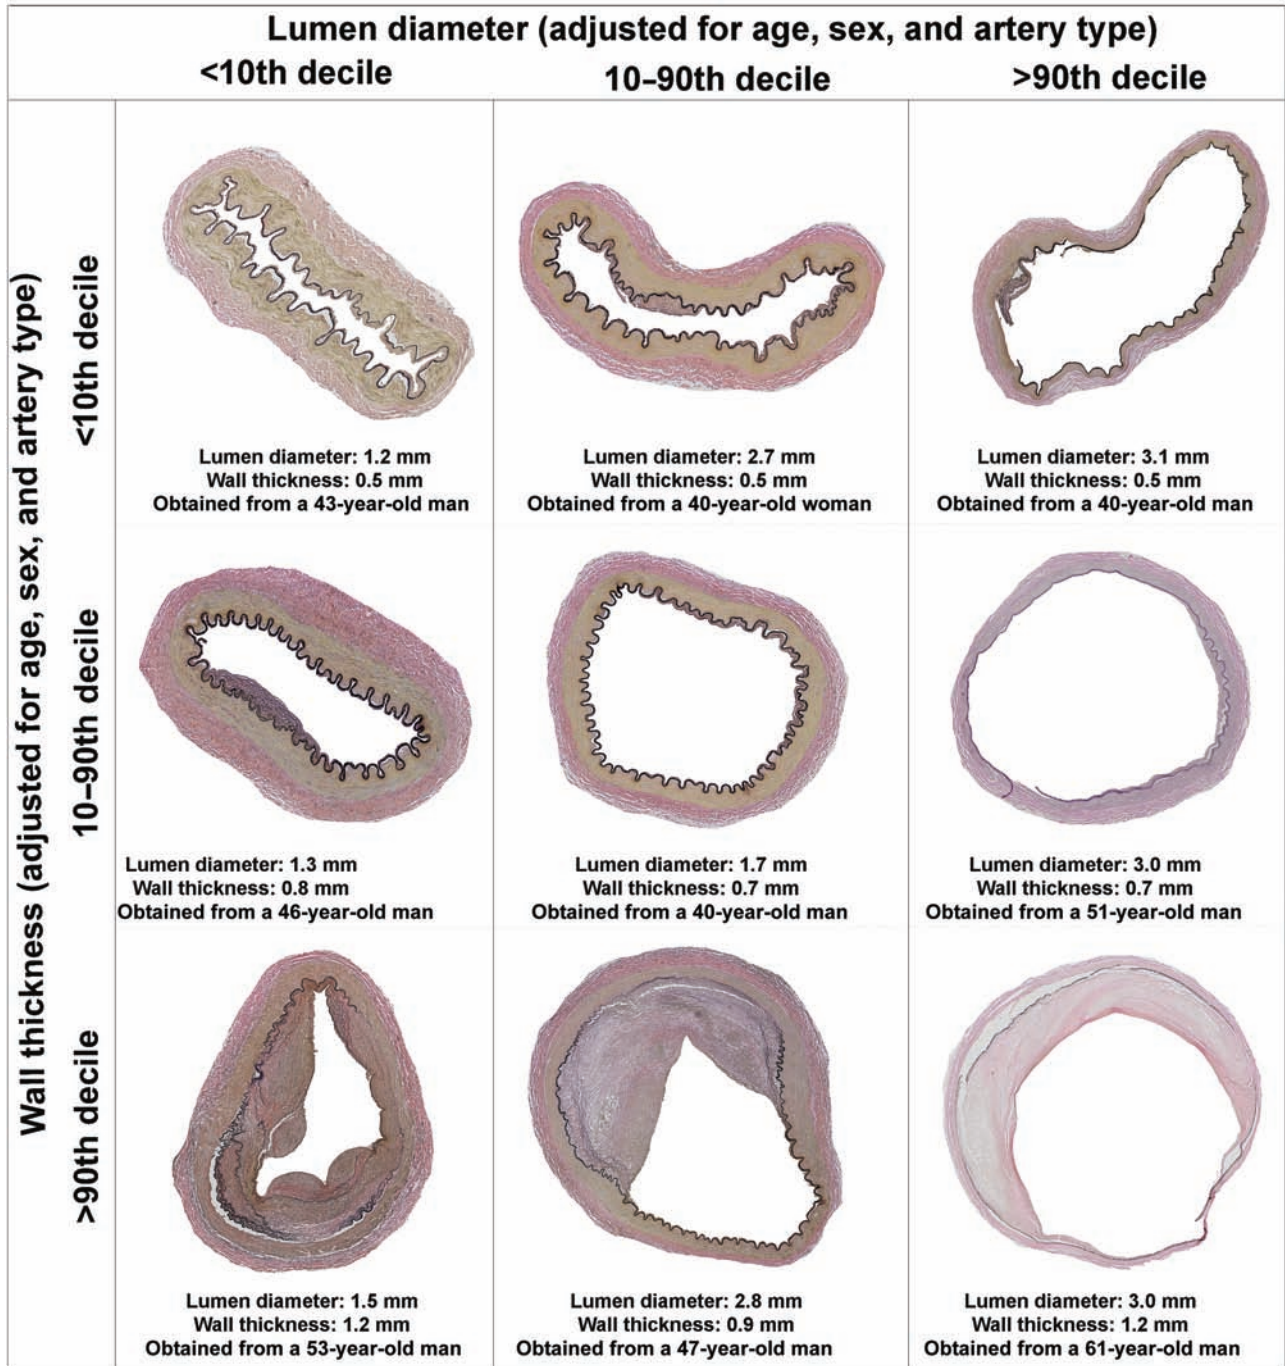 Lumen diameter (adjusted for age, sex, and artery type)
<10th decile
10–90th decile
>90th decile
Wall thickness (adjusted for age, sex, and artery type)
<10th decile
Lumen diameter: 1.2 mm
Wall thickness: 0.5 mm
Obtained from a 43-year-old man
Lumen diameter: 2.7 mm
Wall thickness: 0.5 mm
Obtained from a 40-year-old woman
Lumen diameter: 3.1 mm
Wall thickness: 0.5 mm
Obtained from a 40-year-old man
10–90th decile
Lumen diameter: 1.3 mm
Wall thickness: 0.8 mm
Obtained from a 46-year-old man
Lumen diameter: 1.7 mm
Wall thickness: 0.7 mm
Obtained from a 40-year-old man
Lumen diameter: 3.0 mm
Wall thickness: 0.7 mm
Obtained from a 51-year-old man
>90th decile
Lumen diameter: 1.5 mm
Wall thickness: 1.2 mm
Obtained from a 53-year-old man
Lumen diameter: 2.8 mm
Wall thickness: 0.9 mm
Obtained from a 47-year-old man
Lumen diameter: 3.0 mm
Wall thickness: 1.2 mm
Obtained from a 61-year-old man